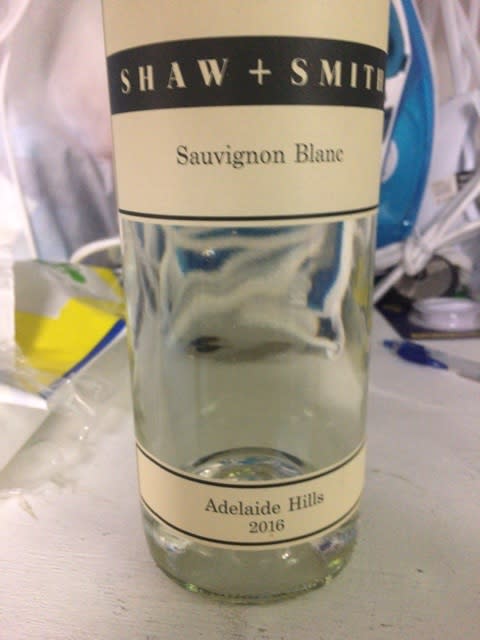 SHAW + SMITH
Sauvignon Blanc
Adelaide Hills
2016